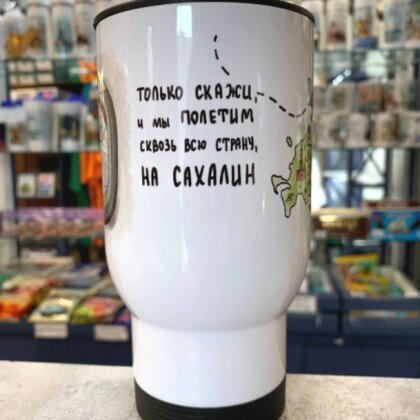 ТОЛЬКО СКАЖИ,
И МЫ ПОЛЕТИМ
СКВОЗЬ ВСЮ СТРАНУ,
НА САХАЛИН